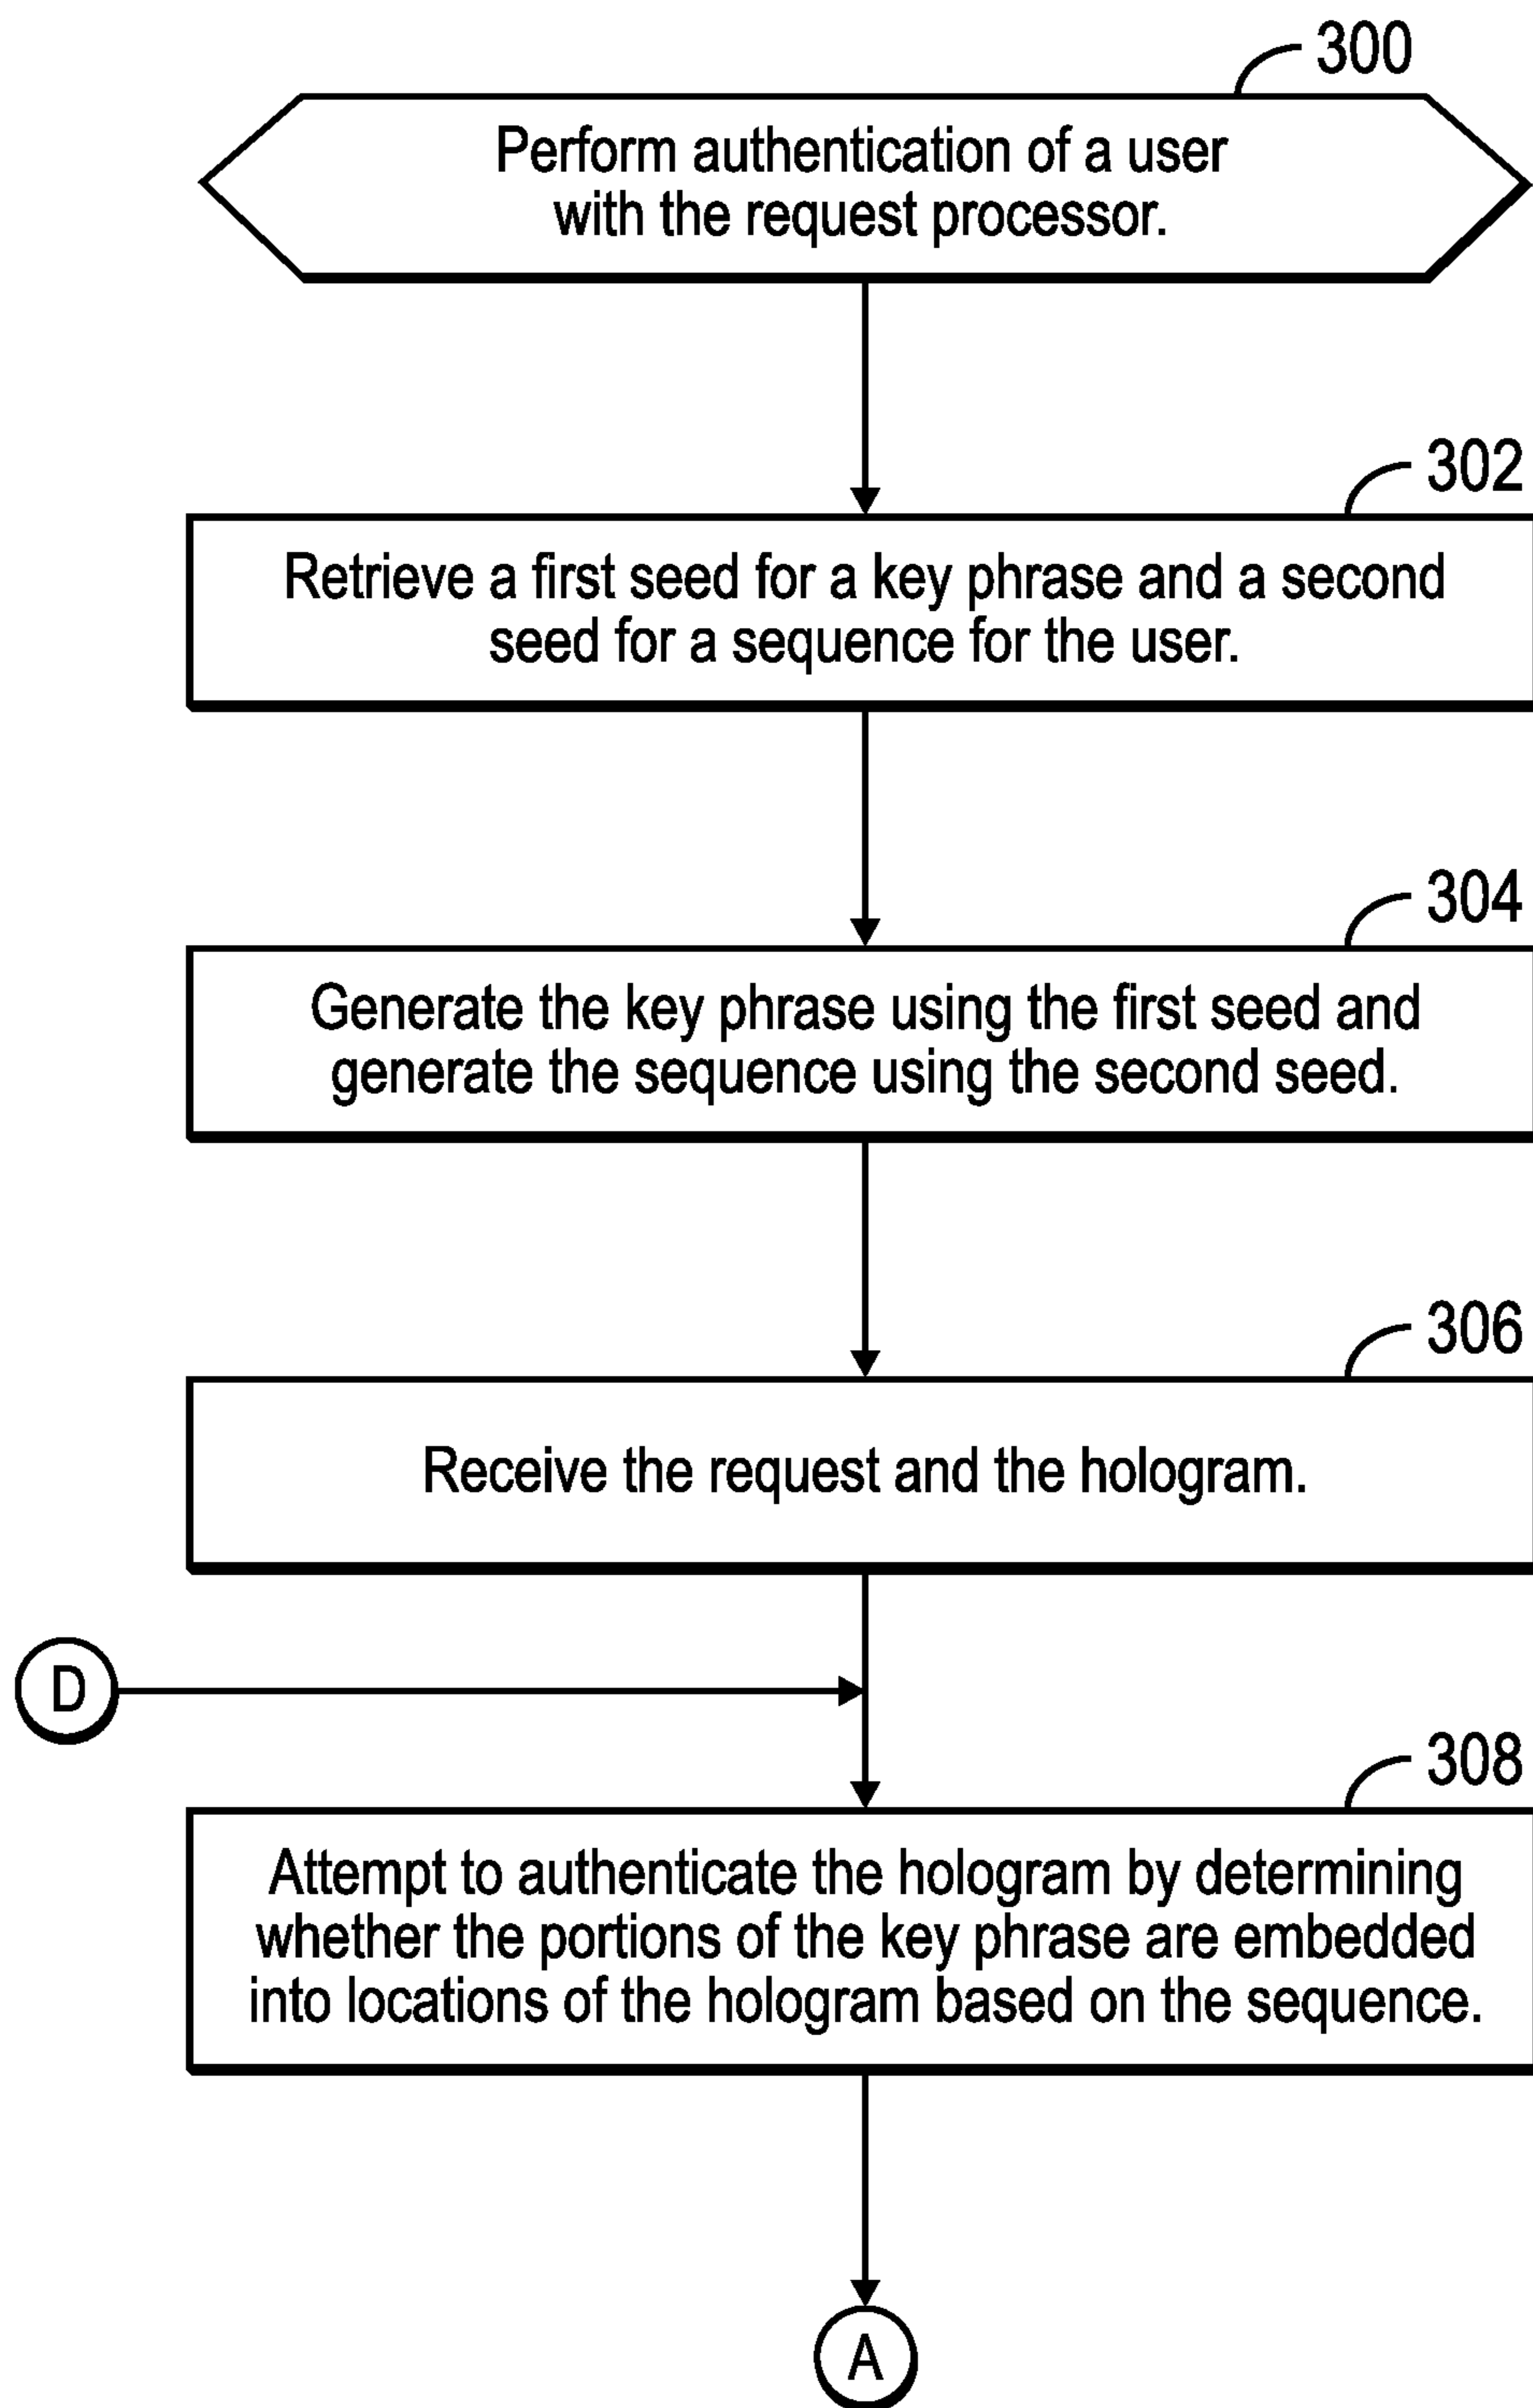 300
Perform authentication of a user
with the request processor.
302
Retrieve a first seed for a key phrase and a second
seed for a sequence for the user.
304
Generate the key phrase using the first seed and
generate the sequence using the second seed.
306
Receive the request and the hologram.
D
308
Attempt to authenticate the hologram by determining
whether the portions of the key phrase are embedded
into locations of the hologram based on the sequence.
A